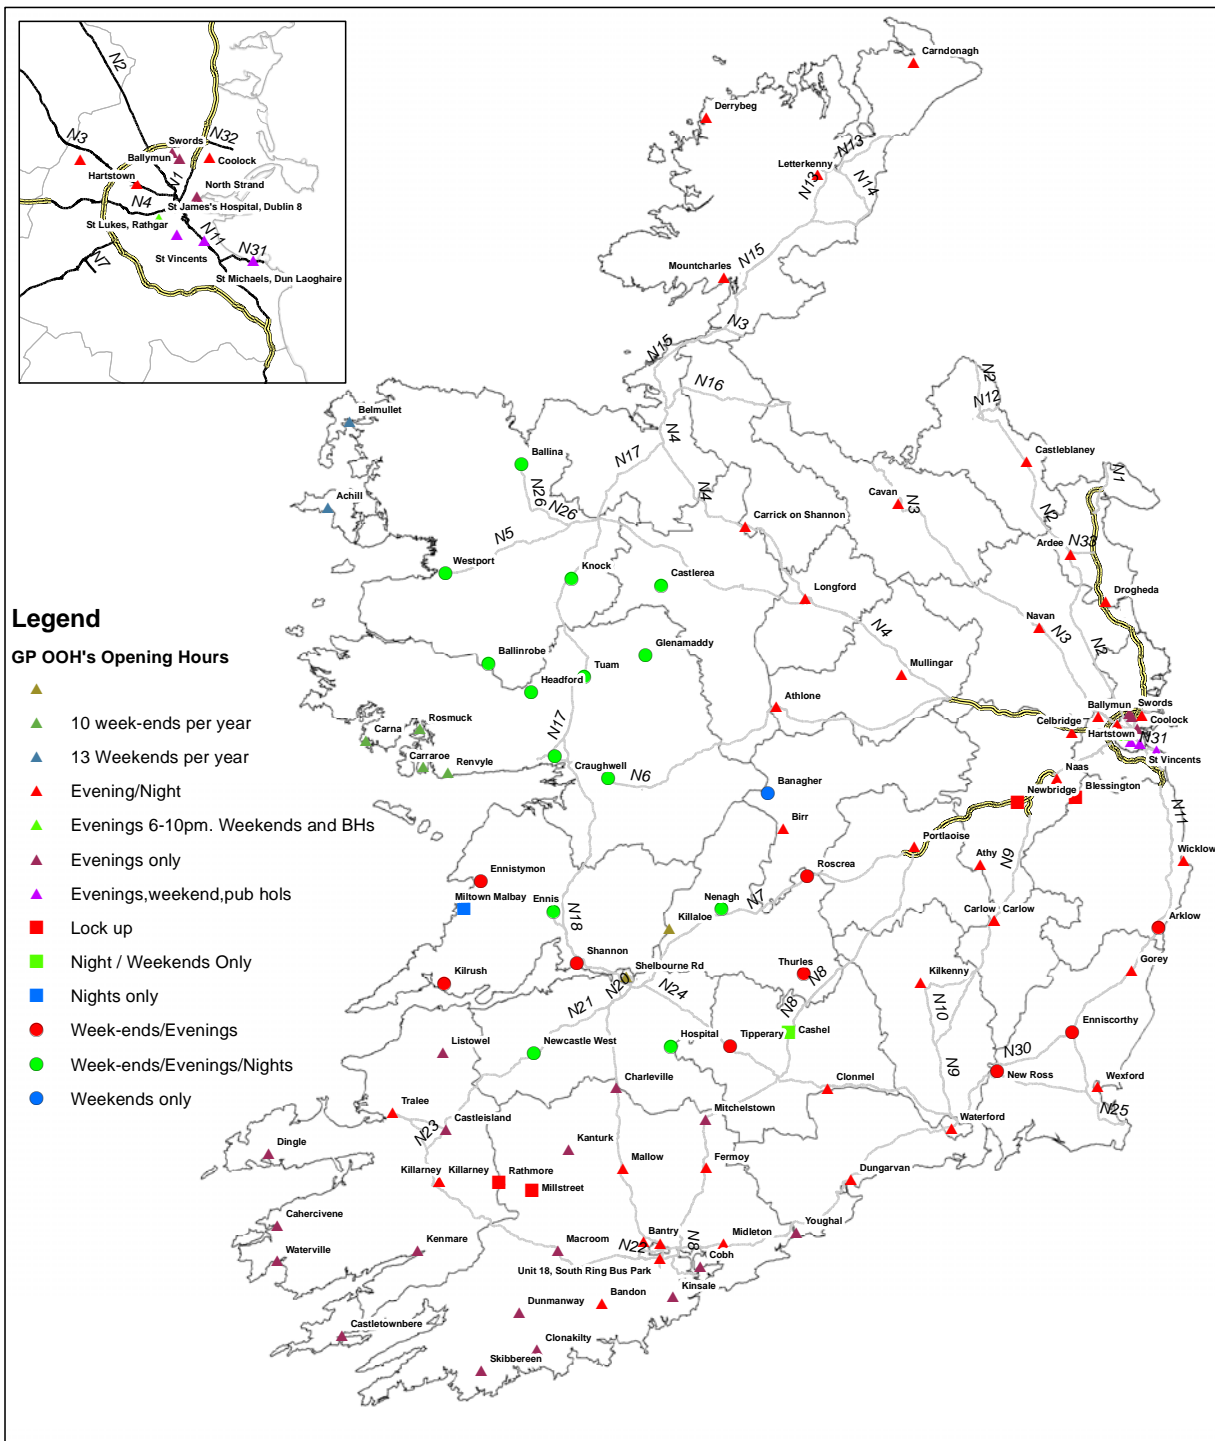 N2
N3
N32
Swords
Ballymun
Coolock
Hartstown
N1
North Strand
N4
St James's Hospital, Dublin 8
St Lukes, Rathgar
N11
N31
St Vincents
N7
St Michaels, Dun Laoghaire
Carndonagh
Derrybeg
N13
Letterkenny
N13
N14
N15
Mountcharles
N3
N15
N16
N2
N12
Belmullet
N4
Ballina
N17
Castleblaney
N1
N26
N4
Cavan
N3
Achill
N26
Carrick on Shannon
N2
N5
Ardee
N33
Westport
Knock
Castlerea
Longford
Drogheda
Navan
N4
N3
N2
Glenamaddy
Ballinrobe
Tuam
Mullingar
Headford
Athlone
Ballymun
Swords
Rosmuck
Celbridge
Coolock
Carna
N17
Hartstown
N31
Carraroe
Renvyle
Craughwell
N6
St Vincents
Naas
Banagher
Newbridge
Blessington
N11
Birr
Portlaoise
Athy
N9
Wicklow
Ennistymon
Roscrea
Miltown Malbay
Ennis
Nenagh
N7
Carlow
Carlow
N18
Killaloe
Arklow
Shannon
Shelbourne Rd
Thurles
N8
Gorey
Kilrush
N20
N24
Kilkenny
N21
N8
N10
Listowel
Newcastle West
Hospital
Tipperary
Cashel
Enniscorthy
N30
Charleville
Clonmel
N9
New Ross
Wexford
Tralee
Mitchelstown
N25
N23
Castleisland
Waterford
Dingle
Kanturk
Killarney
Killarney
Rathmore
Mallow
Fermoy
Dungarvan
Millstreet
Cahercivene
Youghal
Waterville
Kenmare
Macroom
N22
Bantry
N8
Midleton
Cobh
Unit 18, South Ring Bus Park
Kinsale
Dunmanway
Bandon
Castletownbere
Clonakilty
Skibbereen
Legend
GP OOH's Opening Hours
10 week-ends per year
13 Weekends per year
Evening/Night
Evenings 6-10pm. Weekends and BHs
Evenings only
Evenings,weekend,pub hols
Lock up
Night / Weekends Only
Nights only
Week-ends/Evenings
Week-ends/Evenings/Nights
Weekends only